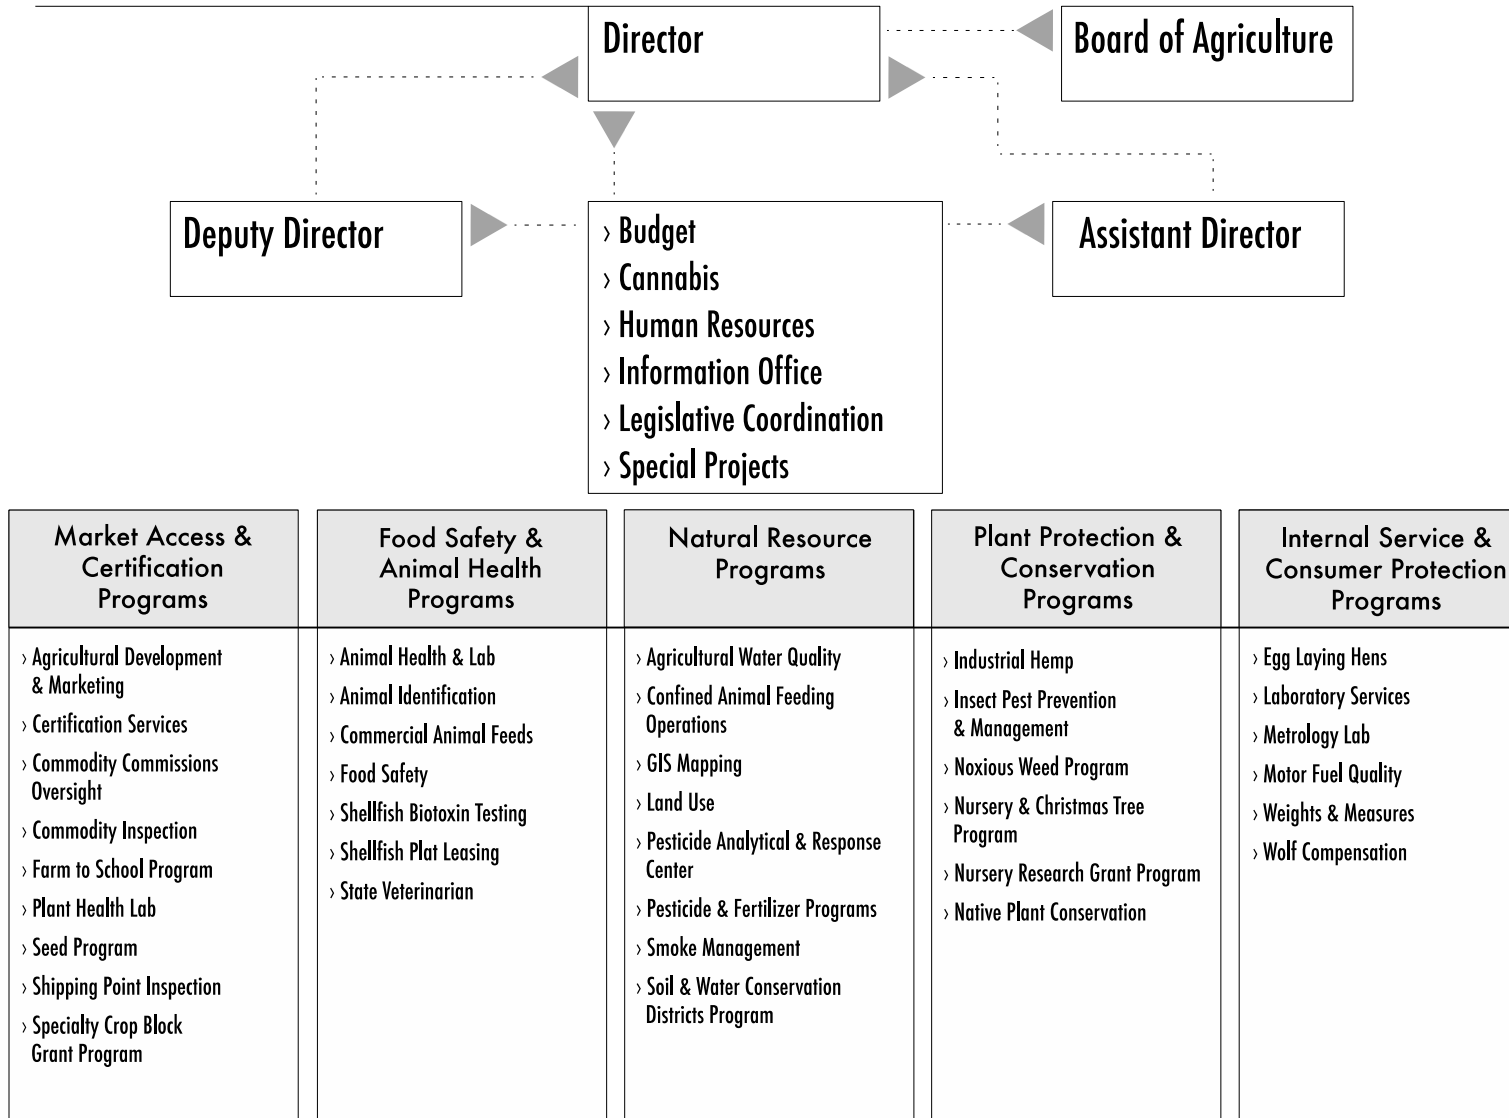 Director
Board of Agriculture
Deputy Director
› Budget
› Cannabis
› Human Resources
› Information Office
› Legislative Coordination
› Special Projects
Assistant Director
Market Access &
Certification
Programs
› Agricultural Development
& Marketing
› Certification Services
› Commodity Commissions
Oversight
› Commodity Inspection
› Farm to School Program
› Plant Health Lab
› Seed Program
› Shipping Point Inspection
› Specialty Crop Block
Grant Program
Food Safety &
Animal Health
Programs
› Animal Health & Lab
› Animal Identification
› Commercial Animal Feeds
› Food Safety
› Shellfish Biotoxin Testing
› Shellfish Plat Leasing
› State Veterinarian
Natural Resource
Programs
› Agricultural Water Quality
› Confined Animal Feeding
Operations
› GIS Mapping
› Land Use
› Pesticide Analytical & Response
Center
› Pesticide & Fertilizer Programs
› Smoke Management
› Soil & Water Conservation
Districts Program
Plant Protection &
Conservation
Programs
› Industrial Hemp
› Insect Pest Prevention
& Management
› Noxious Weed Program
› Nursery & Christmas Tree
Program
› Nursery Research Grant Program
› Native Plant Conservation
Internal Service &
Consumer Protection
Programs
› Egg Laying Hens
› Laboratory Services
› Metrology Lab
› Motor Fuel Quality
› Weights & Measures
› Wolf Compensation